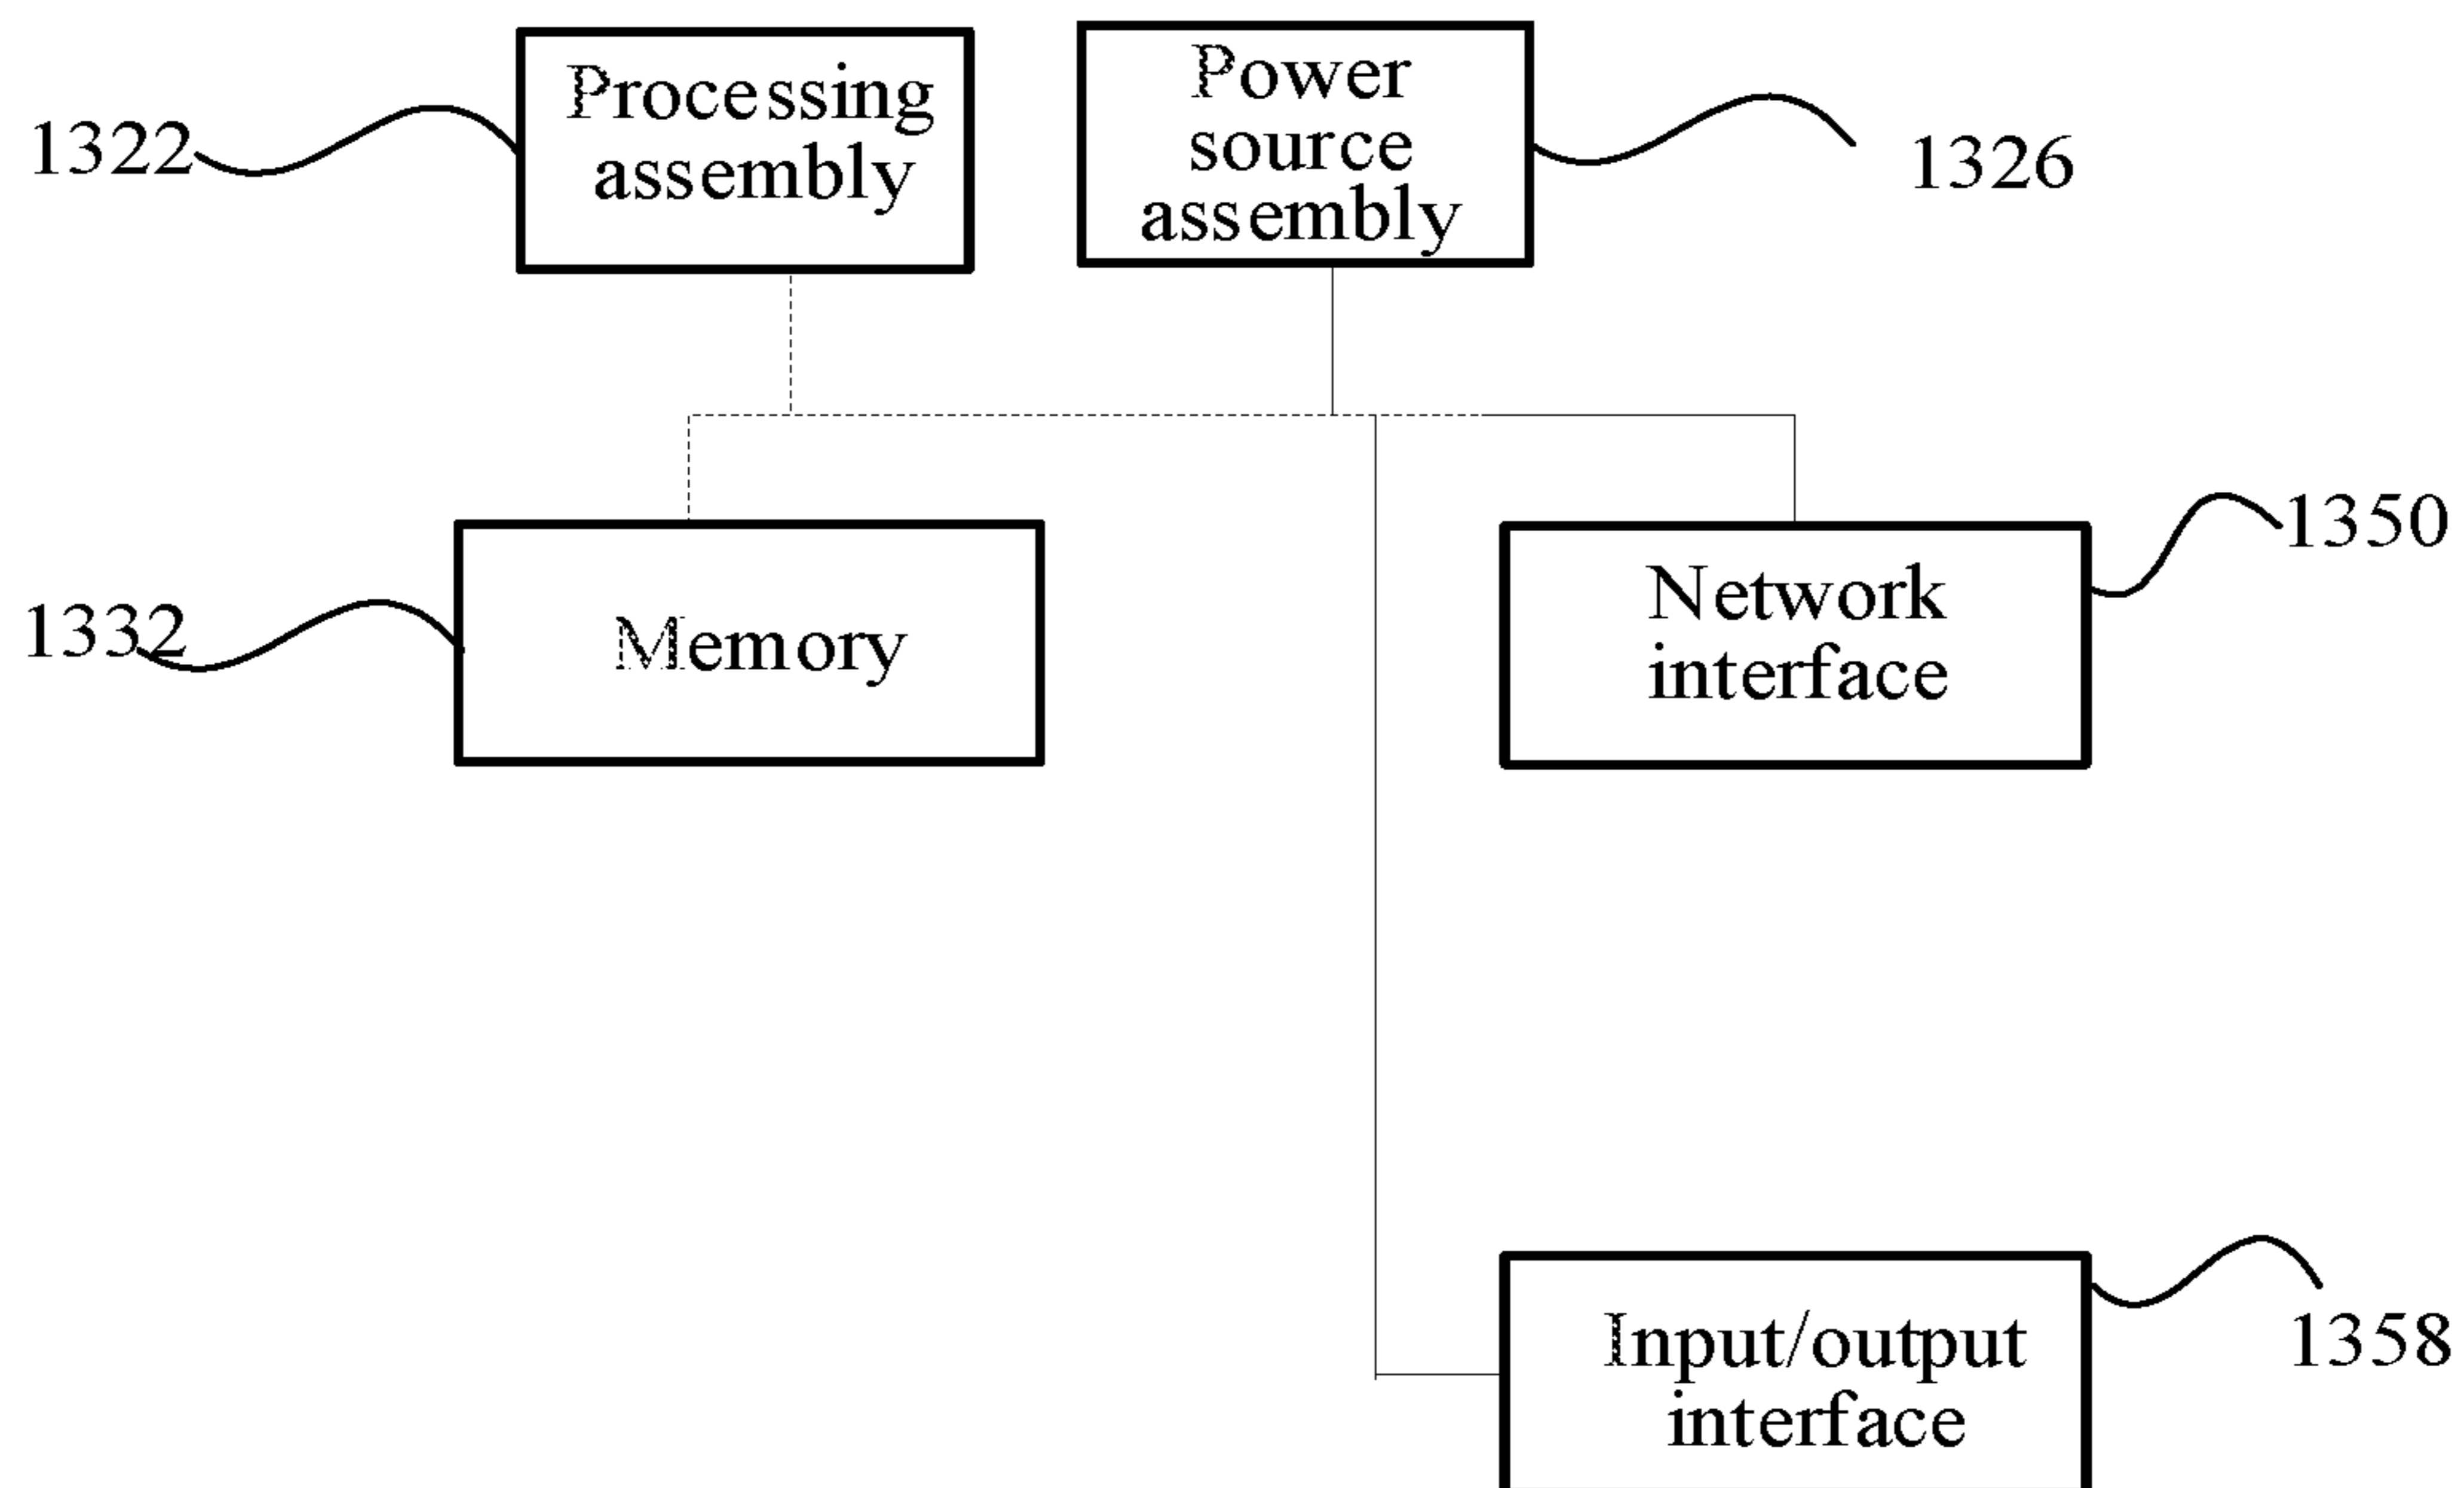 1322
Processing
assembly
Power
source
assembly
1326
1332
Memory
Network
interface
1350
Input/output
interface
1358